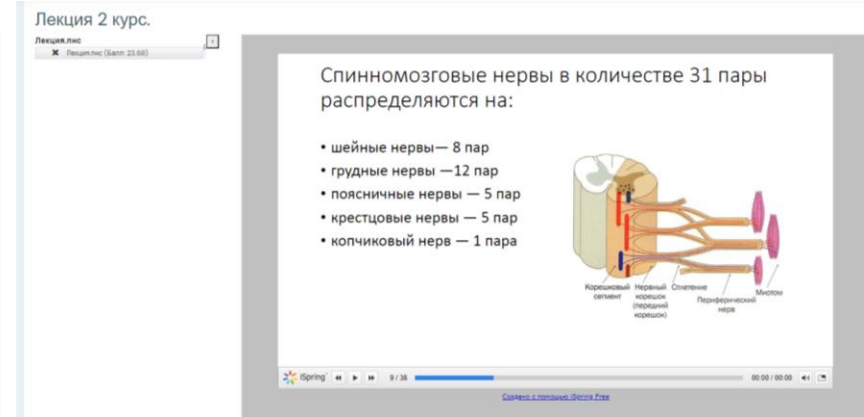 Лекция 2 курс.
Лекция.пнс
Лекция.пнс (Балл: 23.68)
Спинномозговые нервы в количестве 31 пары
распределяются на:
• шейные нервы— 8 пар
• грудные нервы —12 пар
• поясничные нервы — 5 пар
• крестцовые нервы — 5 пар
• копчиковый нерв — 1 пара
Корешковый сегмент
Нервный корешок (передний корешок)
Сплетение
Периферический нерв
Миотом
iSpring
9 / 38
00:00 / 00:00
Создано с помощью iSpring Free